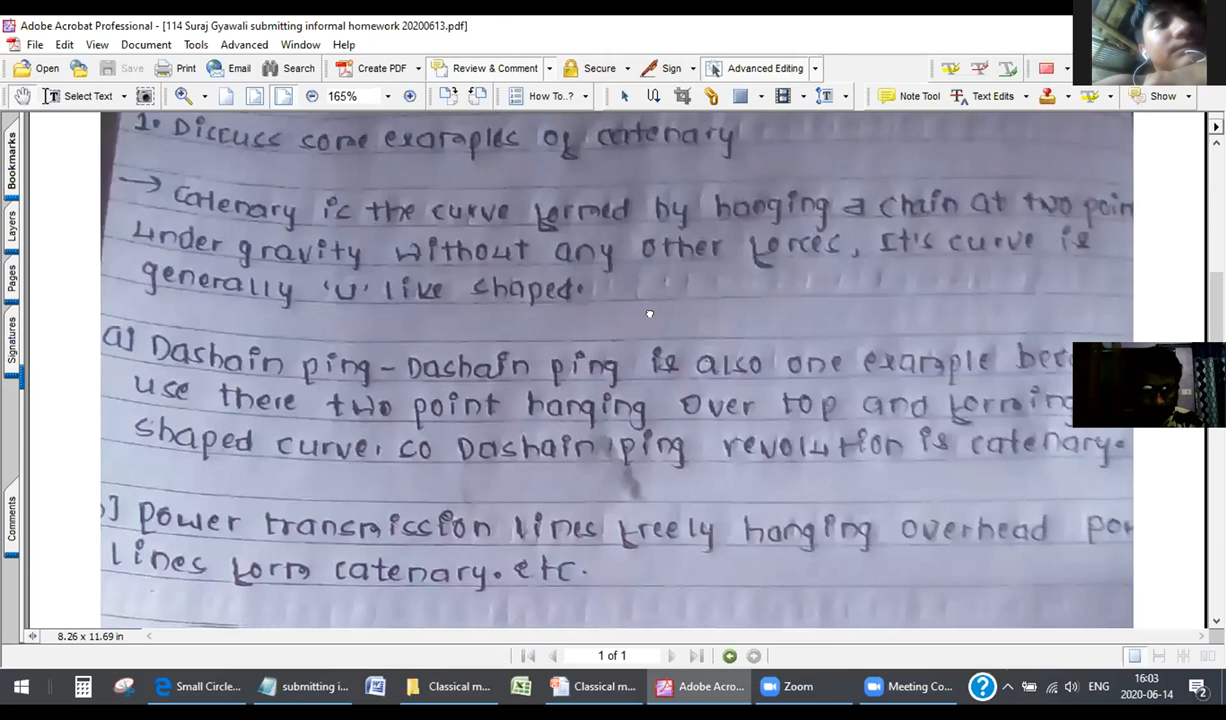 Adobe Acrobat Professional - [114 Suraj Gyawali submitting informal homework 20200613.pdf]
File Edit View Document Tools Advanced Window Help
Open Save Print Email Search Create PDF Review & Comment Secure Sign Advanced Editing
Select Text 165% How To..? Note Tool Text Edits Show
Bookmarks
Layers
Pages
Signatures
Comments
1. Discuss some examples of catenary
→ catenary is the curve formed by hanging a chain at two poin
under gravity without any other forces, It's curve is
generally 'U' like shaped.
a] Dashain ping - Dashain ping is also one example bec
use there two point hanging over top and forming
shaped curve, so Dashain ping revolution is catenary.
] power transmission lines freely hanging overhead po
lines form catenary. etc.
8.26 x 11.69 in
1 of 1
Small Circle... submitting i... Classical m... Classical m... Adobe Acro... Zoom Meeting Co... ENG 16:03
2020-06-14 2